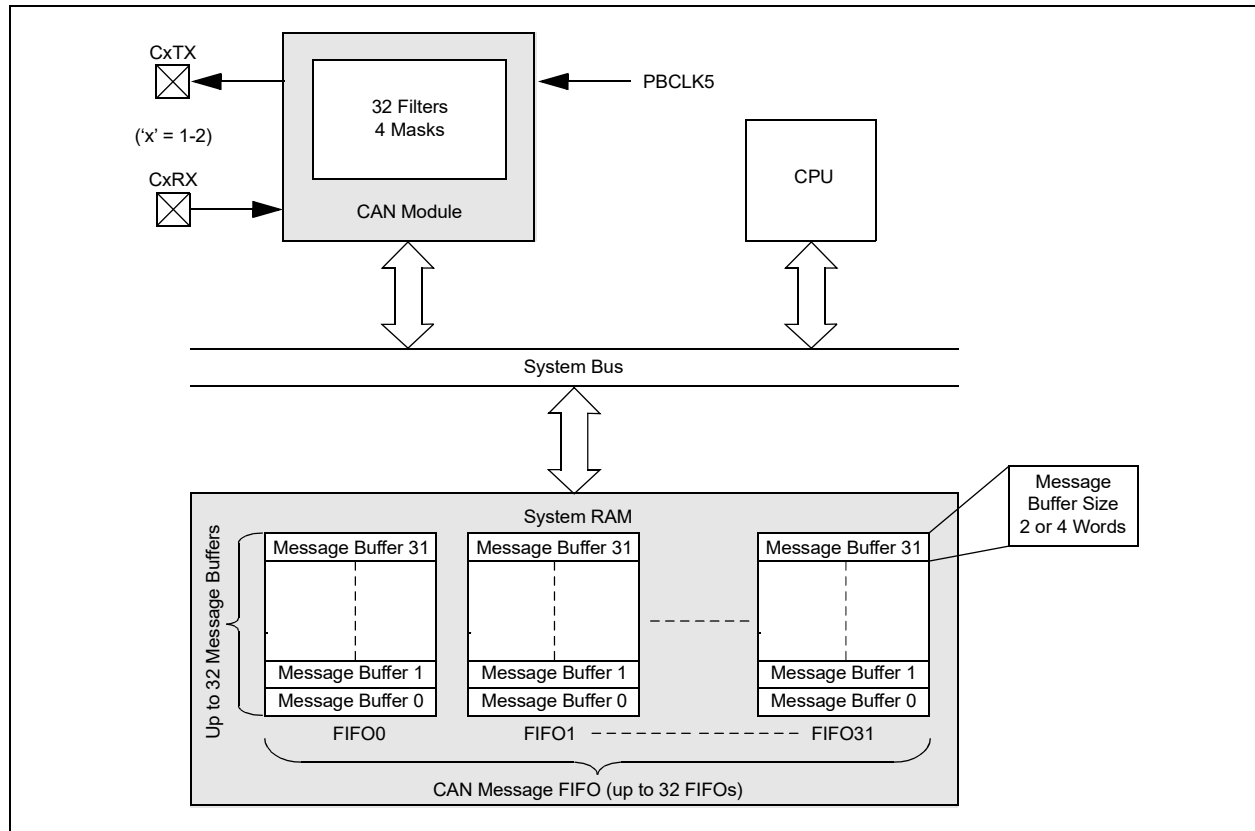 CxTX
PBCLK5
32 Filters
4 Masks
(‘x’ = 1-2)
CPU
CxRX
CAN Module
System Bus
Message
Buffer Size
2 or 4 Words
System RAM
Up to 32 Message Buffers
Message Buffer 31
Message Buffer 31
Message Buffer 31
Message Buffer 1
Message Buffer 1
Message Buffer 1
Message Buffer 0
Message Buffer 0
Message Buffer 0
FIFO0
FIFO1
FIFO31
CAN Message FIFO (up to 32 FIFOs)